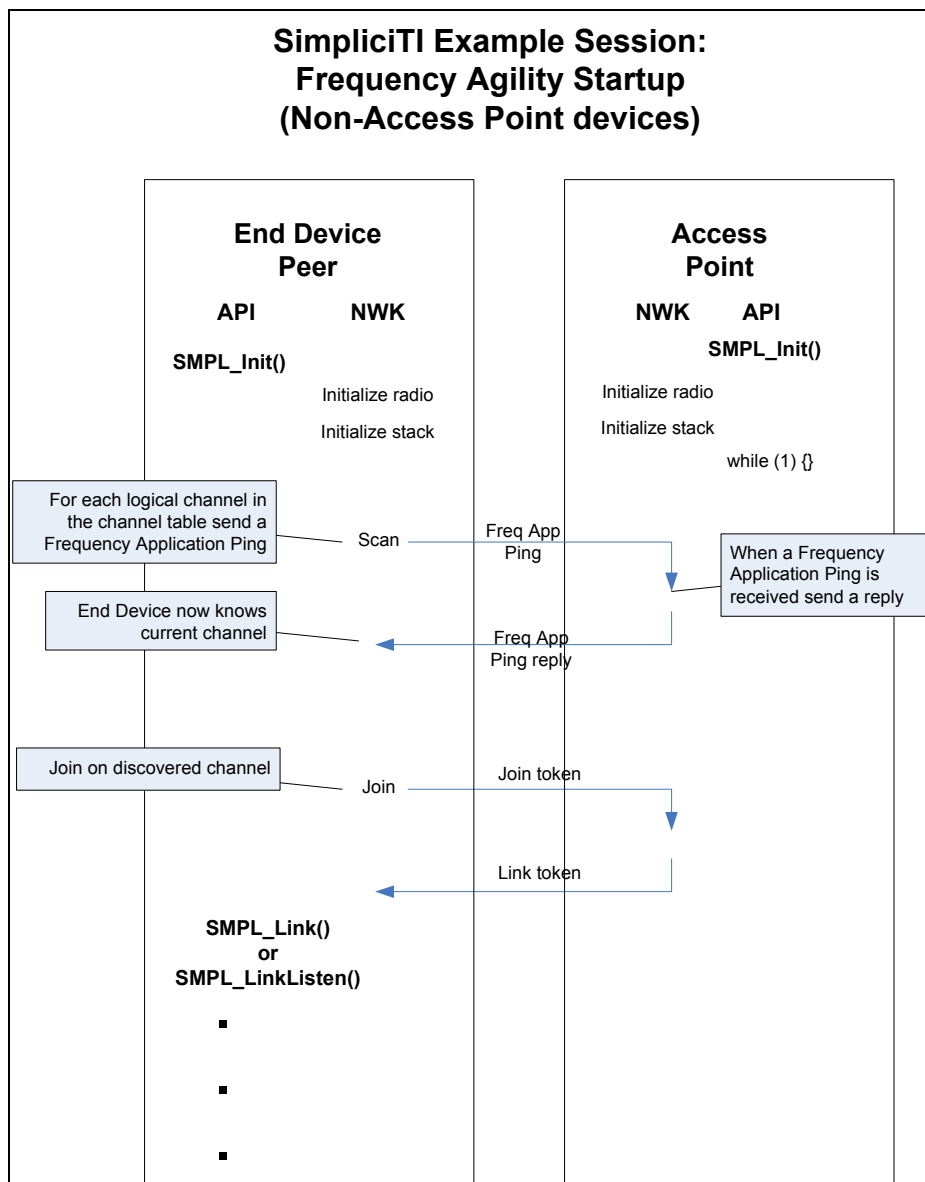 SimpliciTI Example Session:
Frequency Agility Startup
(Non-Access Point devices)
End Device
Peer
Access
Point
API NWK
NWK API
SMPL_Init()
SMPL_Init()
Initialize radio
Initialize radio
Initialize stack
Initialize stack
while (1) {}
For each logical channel in
the channel table send a
Frequency Application Ping
Scan
Freq App
Ping
When a Frequency
Application Ping is
received send a reply
End Device now knows
current channel
Freq App
Ping reply
Join on discovered channel
Join
Join token
Link token
SMPL_Link()
or
SMPL_LinkListen()